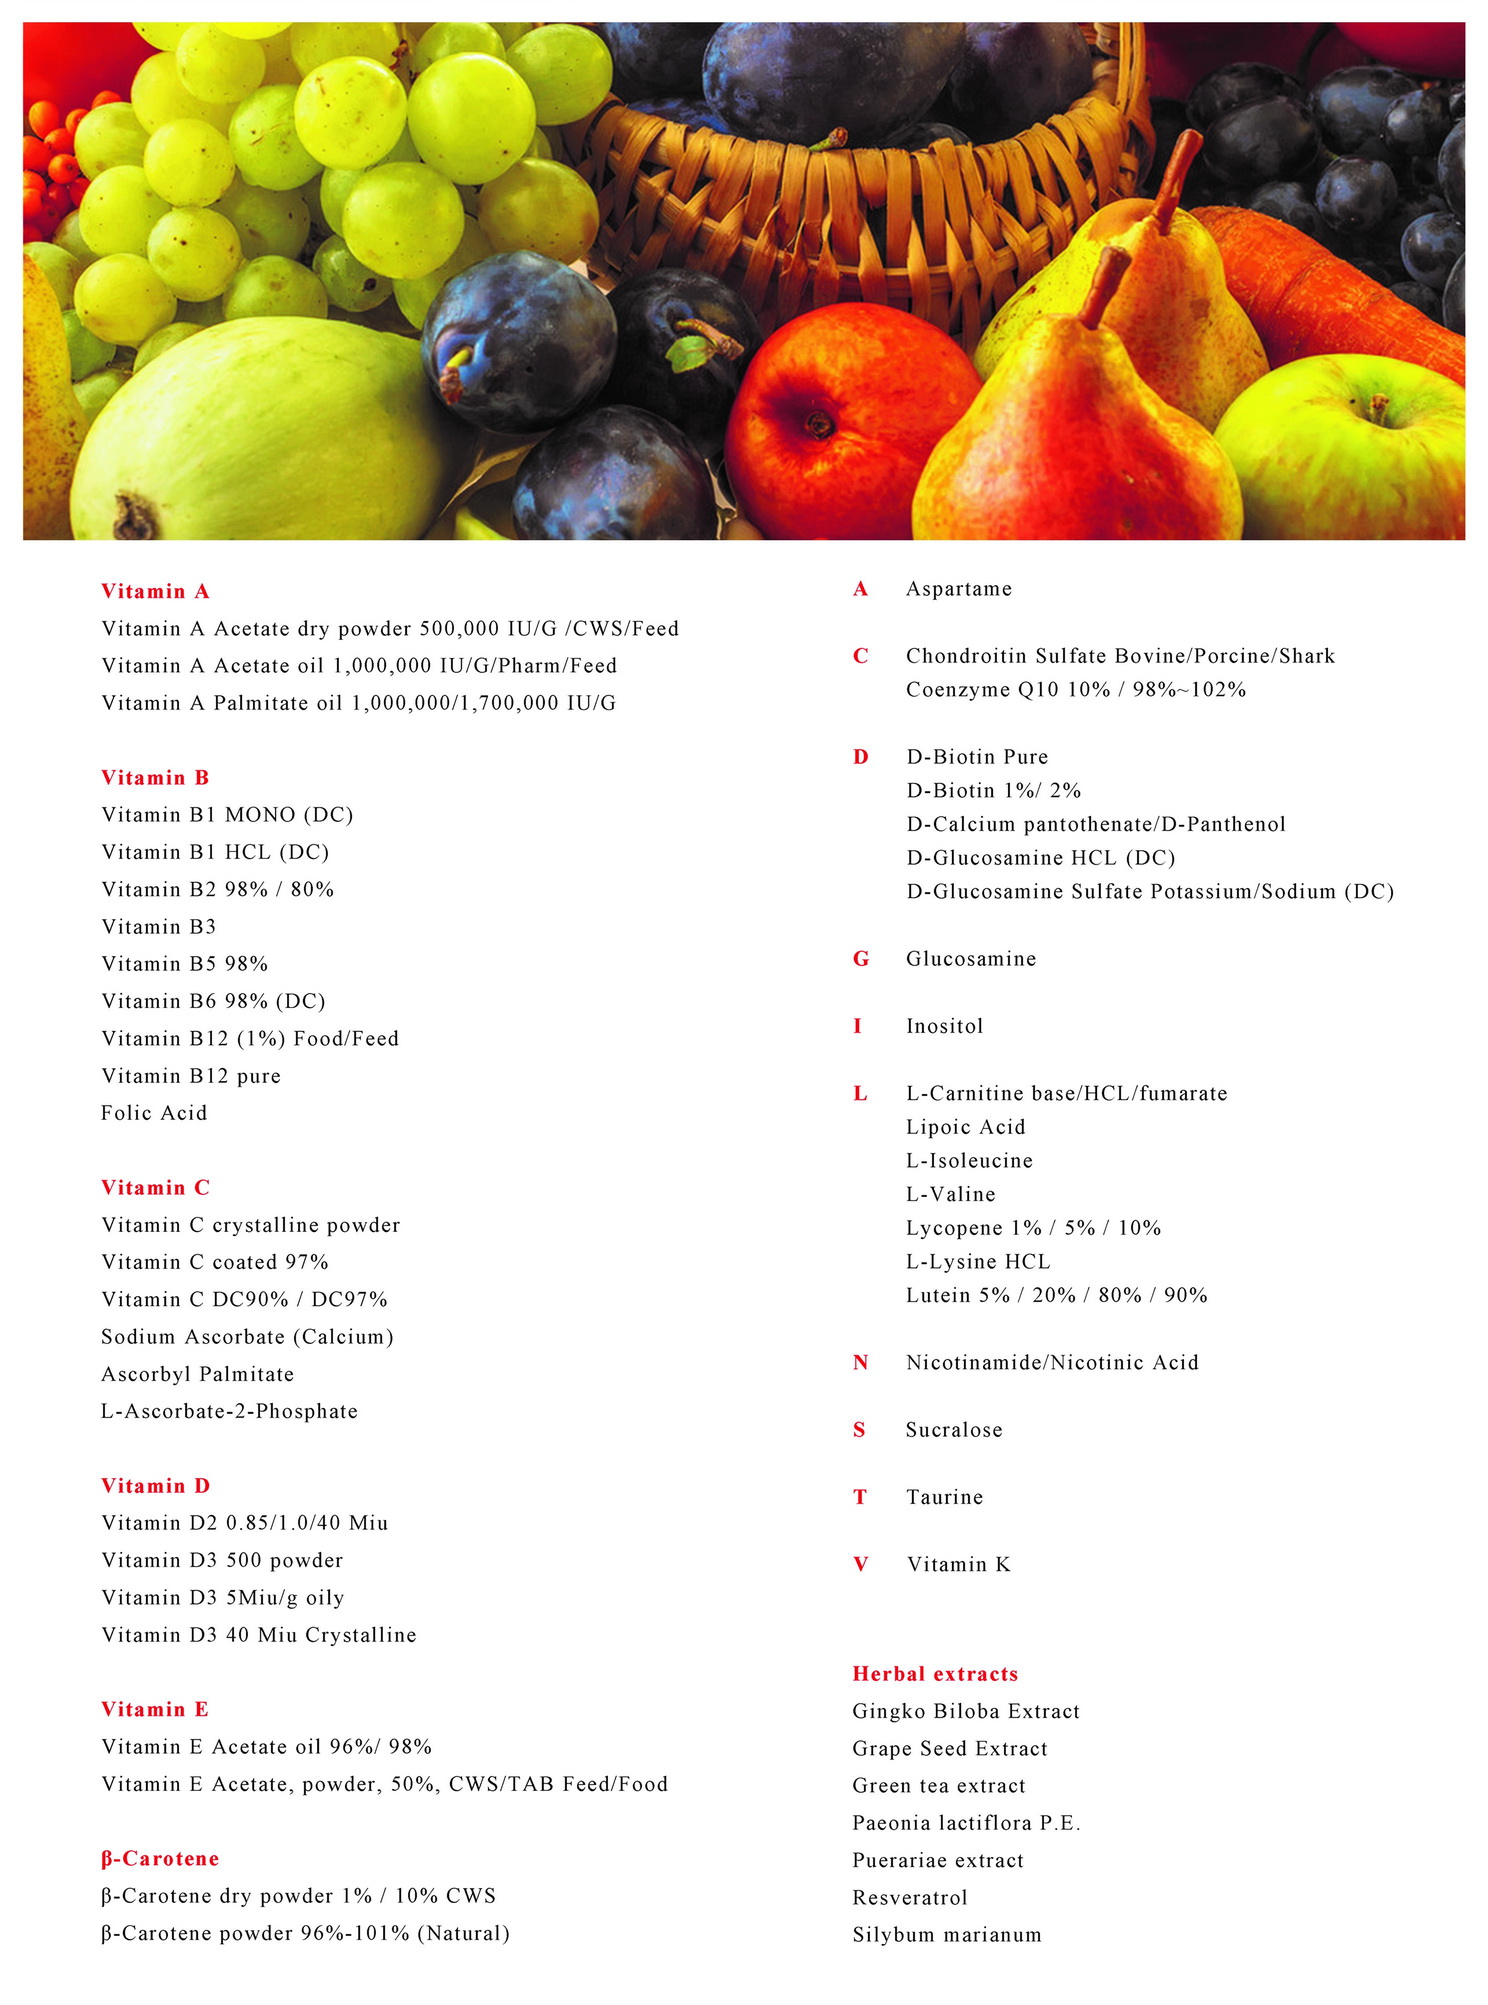 Vitamin A
Vitamin A Acetate dry powder 500,000 IU/G /CWS/Feed
Vitamin A Acetate oil 1,000,000 IU/G/Pharm/Feed
Vitamin A Palmitate oil 1,000,000/1,700,000 IU/G
Vitamin B
Vitamin B1 MONO (DC)
Vitamin B1 HCL (DC)
Vitamin B2 98% / 80%
Vitamin B3
Vitamin B5 98%
Vitamin B6 98% (DC)
Vitamin B12 (1%) Food/Feed
Vitamin B12 pure
Folic Acid
Vitamin C
Vitamin C crystalline powder
Vitamin C coated 97%
Vitamin C DC90% / DC97%
Sodium Ascorbate (Calcium)
Ascorbyl Palmitate
L-Ascorbate-2-Phosphate
Vitamin D
Vitamin D2 0.85/1.0/40 Miu
Vitamin D3 500 powder
Vitamin D3 5Miu/g oily
Vitamin D3 40 Miu Crystalline
Vitamin E
Vitamin E Acetate oil 96%/ 98%
Vitamin E Acetate, powder, 50%, CWS/TAB Feed/Food
β-Carotene
β-Carotene dry powder 1% / 10% CWS
β-Carotene powder 96%-101% (Natural)
A Aspartame
C Chondroitin Sulfate Bovine/Porcine/Shark
Coenzyme Q10 10% / 98%~102%
D D-Biotin Pure
D-Biotin 1%/ 2%
D-Calcium pantothenate/D-Panthenol
D-Glucosamine HCL (DC)
D-Glucosamine Sulfate Potassium/Sodium (DC)
G Glucosamine
I Inositol
L L-Carnitine base/HCL/fumarate
Lipoic Acid
L-Isoleucine
L-Valine
Lycopene 1% / 5% / 10%
L-Lysine HCL
Lutein 5% / 20% / 80% / 90%
N Nicotinamide/Nicotinic Acid
S Sucralose
T Taurine
V Vitamin K
Herbal extracts
Gingko Biloba Extract
Grape Seed Extract
Green tea extract
Paeonia lactiflora P.E.
Puerariae extract
Resveratrol
Silybum marianum